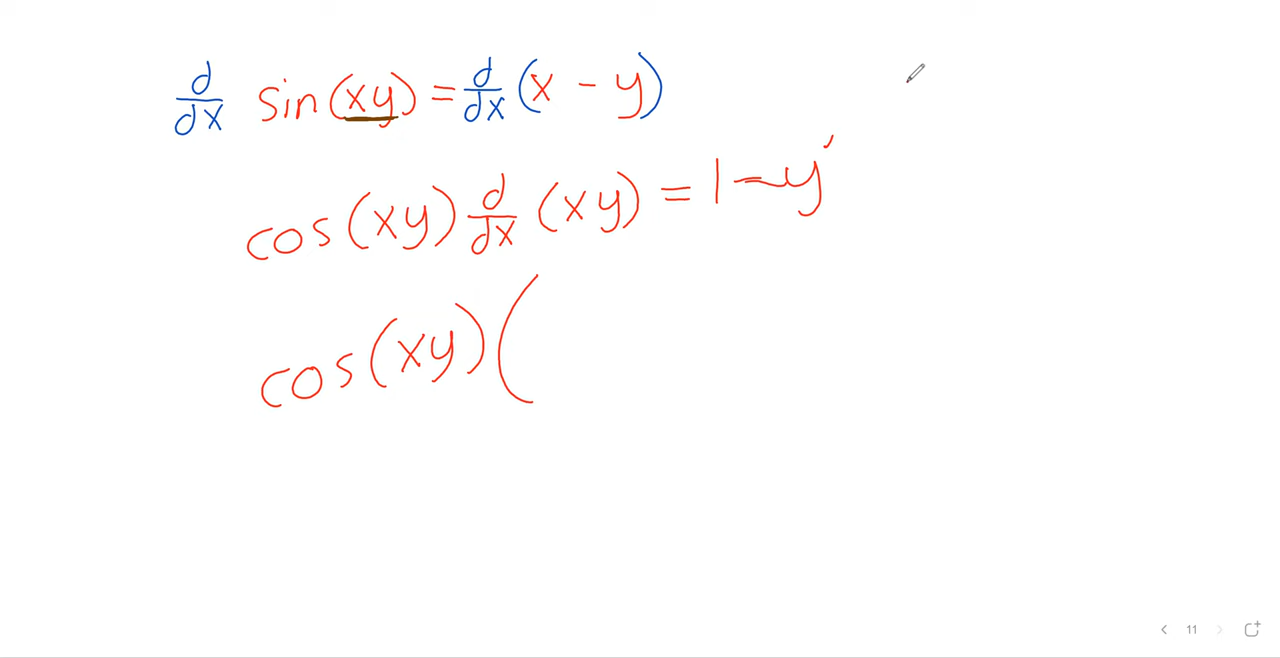 d/dx sin(xy) = d/dx (x - y)
cos(xy) d/dx (xy) = 1 - y'
cos(xy)(
11